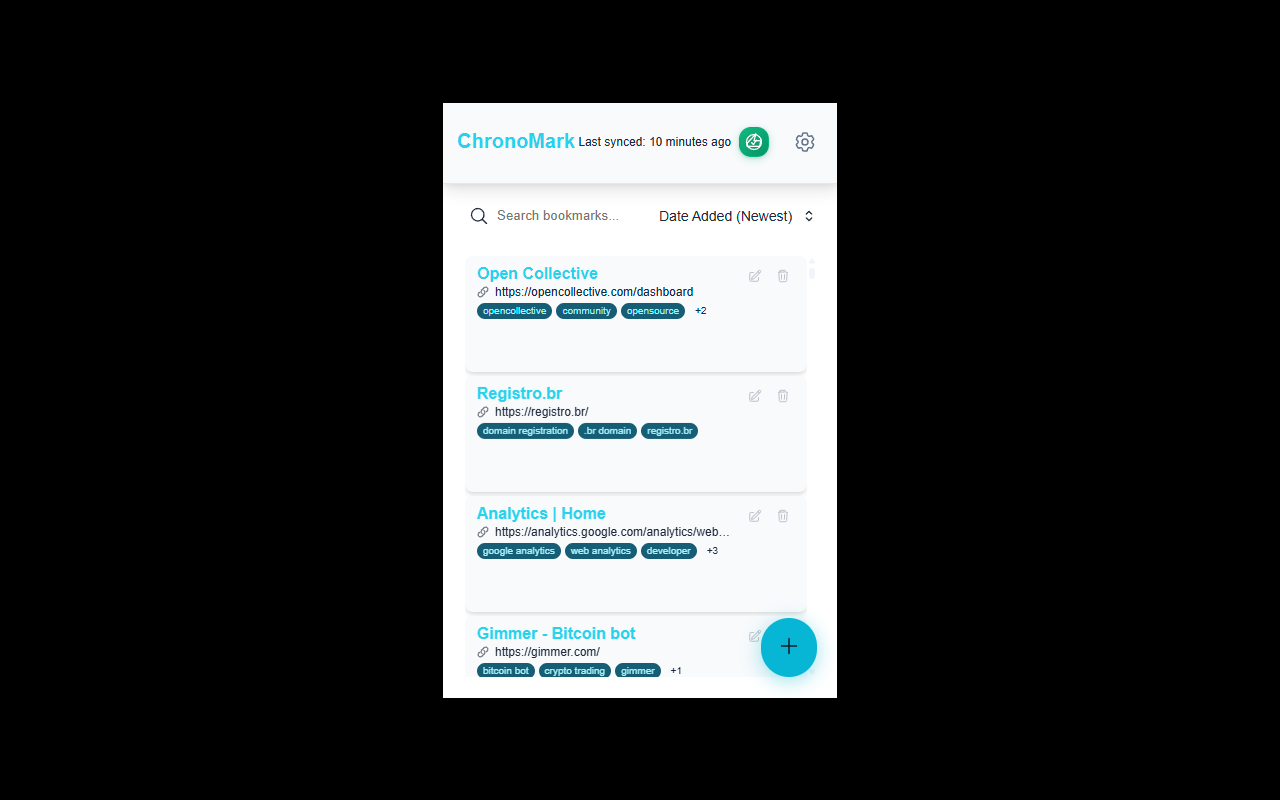 ChronoMark Last synced: 10 minutes ago
Search bookmarks... Date Added (Newest)
Open Collective
https://opencollective.com/dashboard
opencollective community opensource +2
Registro.br
https://registro.br/
domain registration .br domain registro.br
Analytics | Home
https://analytics.google.com/analytics/web...
google analytics web analytics developer +3
Gimmer - Bitcoin bot
https://gimmer.com/
bitcoin bot crypto trading gimmer +1